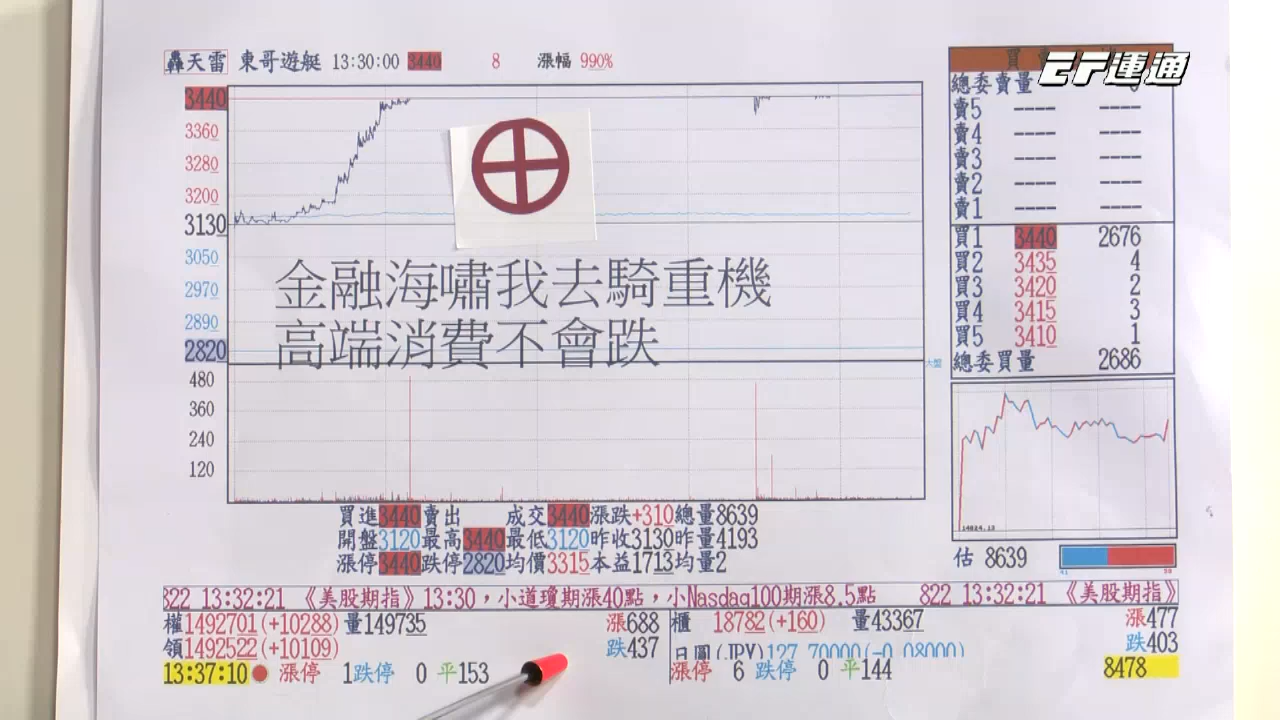 轟天雷 東哥遊艇 13:30:00 3440 8 漲幅 990%
EF運通
3440
3360
3280
3200
3130
3050
2970
2890
2820
480
360
240
120
金融海嘯我去騎重機
高端消費不會跌
大盤
總委賣量
賣5 ---- ----
賣4 ---- ----
賣3 ---- ----
賣2 ---- ----
賣1 ---- ----
買1 3440 2676
買2 3435 4
買3 3420 2
買4 3415 3
買5 3410 1
總委買量 2686
14824.13
估 8639
買進3440賣出 成交3440漲跌+310總量8639
開盤3120最高3440最低3120昨收3130昨量4193
漲停3440跌停2820均價3315本益1713均量2
822 13:32:21 《美股期指》13:30，小道瓊期漲40點，小Nasdaq100期漲8.5點 822 13:32:21 《美股期指》
權1492701(+10288)量149735 漲688
領1492522(+10109) 跌437
櫃 18782(+160) 量43367 漲477
日圓(JPY)127.70000(-0.08000) 跌403
13:37:10 漲停 1跌停 0 平153
漲停 6 跌停 0 平144 8478